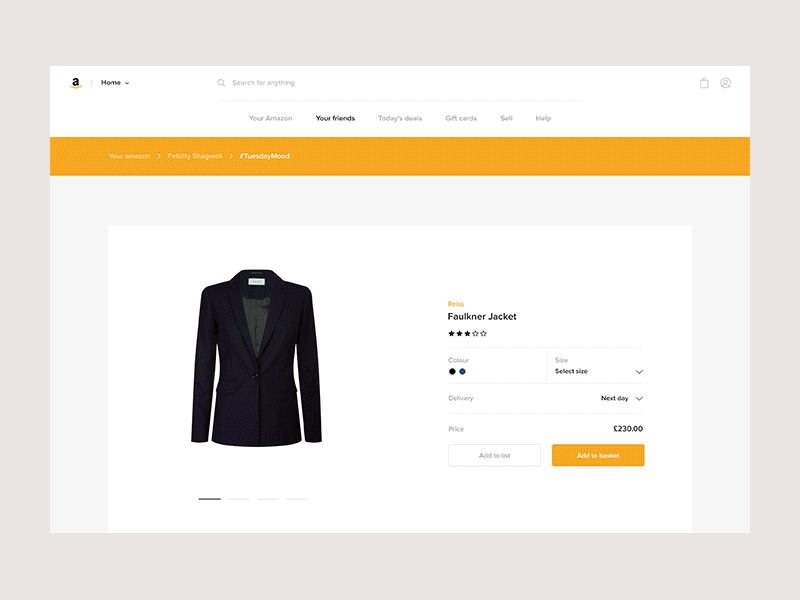 a
Home
Search for anything
Your Amazon Your friends Today's deals Gift cards Sell Help
Your amazon Felicity Shagwell #TuesdayMood
Reiss
Faulkner Jacket
Colour
Size
Select size
Delivery
Next day
Price
£230.00
Add to list
Add to basket